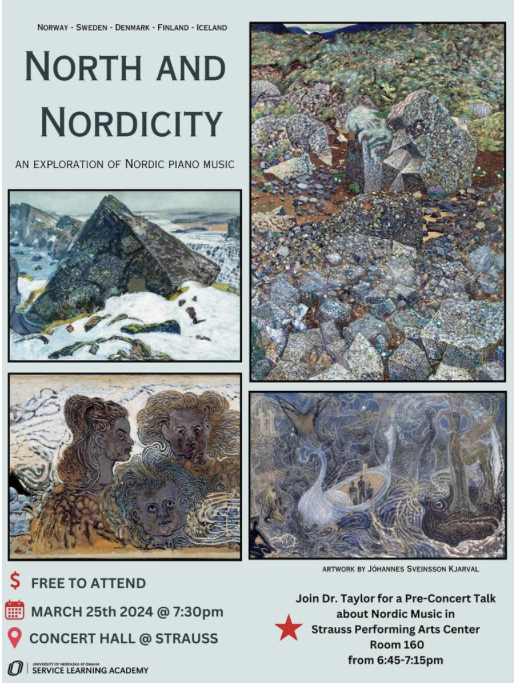 NORWAY - SWEDEN - DENMARK - FINLAND - ICELAND
NORTH AND
NORDICITY
AN EXPLORATION OF NORDIC PIANO MUSIC
ARTWORK BY JÓHANNES SVEINSSON KJARVAL
$ FREE TO ATTEND
MARCH 25th 2024 @ 7:30pm
CONCERT HALL @ STRAUSS
UNIVERSITY OF NEBRASKA AT OMAHA
SERVICE LEARNING ACADEMY
Join Dr. Taylor for a Pre-Concert Talk
about Nordic Music in
Strauss Performing Arts Center
Room 160
from 6:45-7:15pm